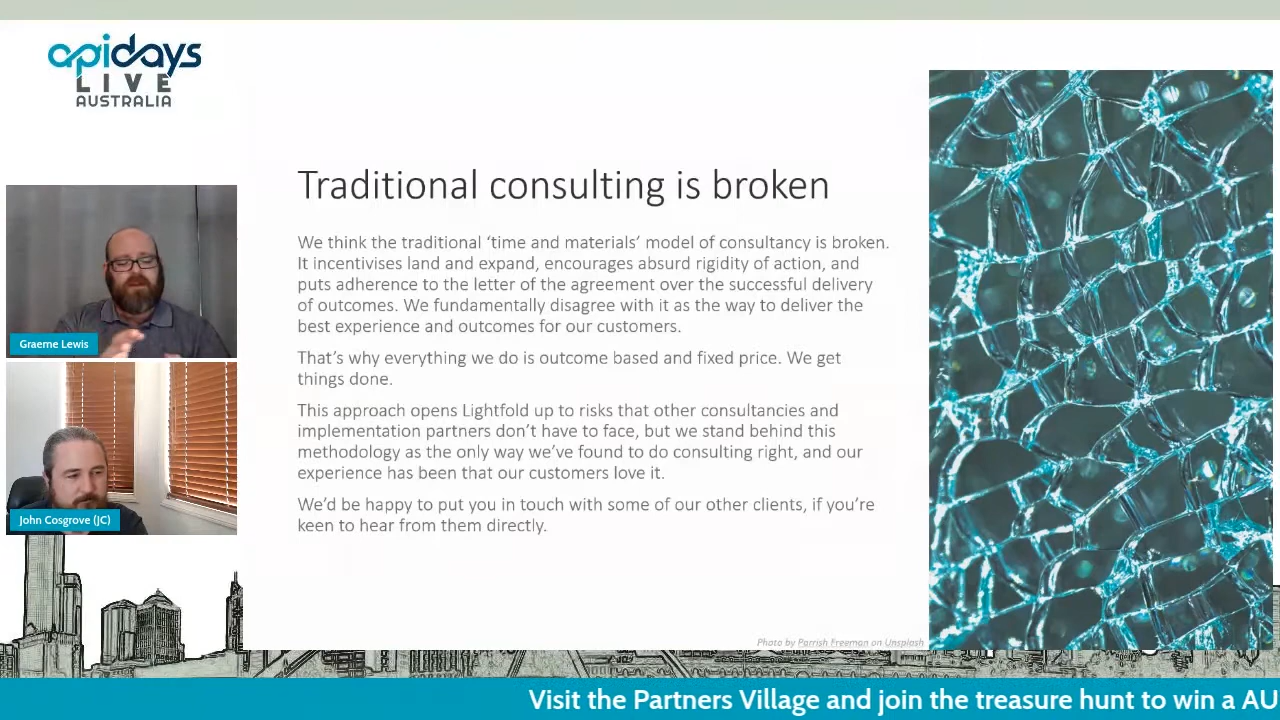 apidays
LIVE
AUSTRALIA
Graeme Lewis
John Cosgrove (JC)
Traditional consulting is broken
We think the traditional ‘time and materials’ model of consultancy is broken.
It incentivises land and expand, encourages absurd rigidity of action, and
puts adherence to the letter of the agreement over the successful delivery
of outcomes. We fundamentally disagree with it as the way to deliver the
best experience and outcomes for our customers.
That’s why everything we do is outcome based and fixed price. We get
things done.
This approach opens Lightfold up to risks that other consultancies and
implementation partners don’t have to face, but we stand behind this
methodology as the only way we’ve found to do consulting right, and our
experience has been that our customers love it.
We’d be happy to put you in touch with some of our other clients, if you’re
keen to hear from them directly.
Photo by Parrish Freeman on Unsplash
Visit the Partners Village and join the treasure hunt to win a AU